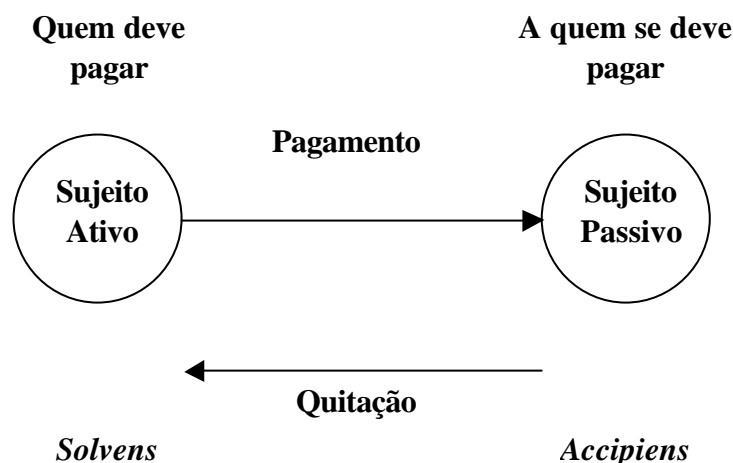 Quem deve
pagar
A quem se deve
pagar
Pagamento
Sujeito
Ativo
Sujeito
Passivo
Quitação
Solvens
Accipiens